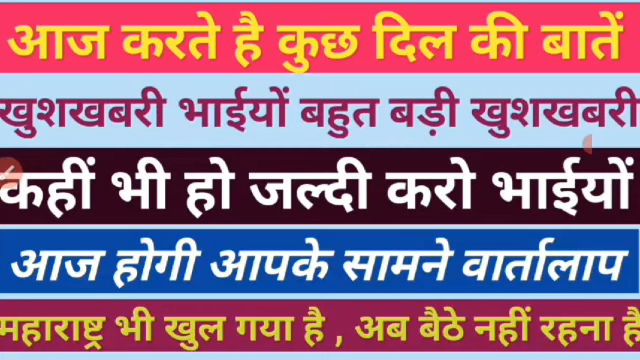 आज करते है कुछ दिल की बातें
खुशखबरी भाईयों बहुत बड़ी खुशखबरी
कहीं भी हो जल्दी करो भाईयों
आज होगी आपके सामने वार्तालाप
महाराष्ट्र भी खुल गया है , अब बैठे नहीं रहना है